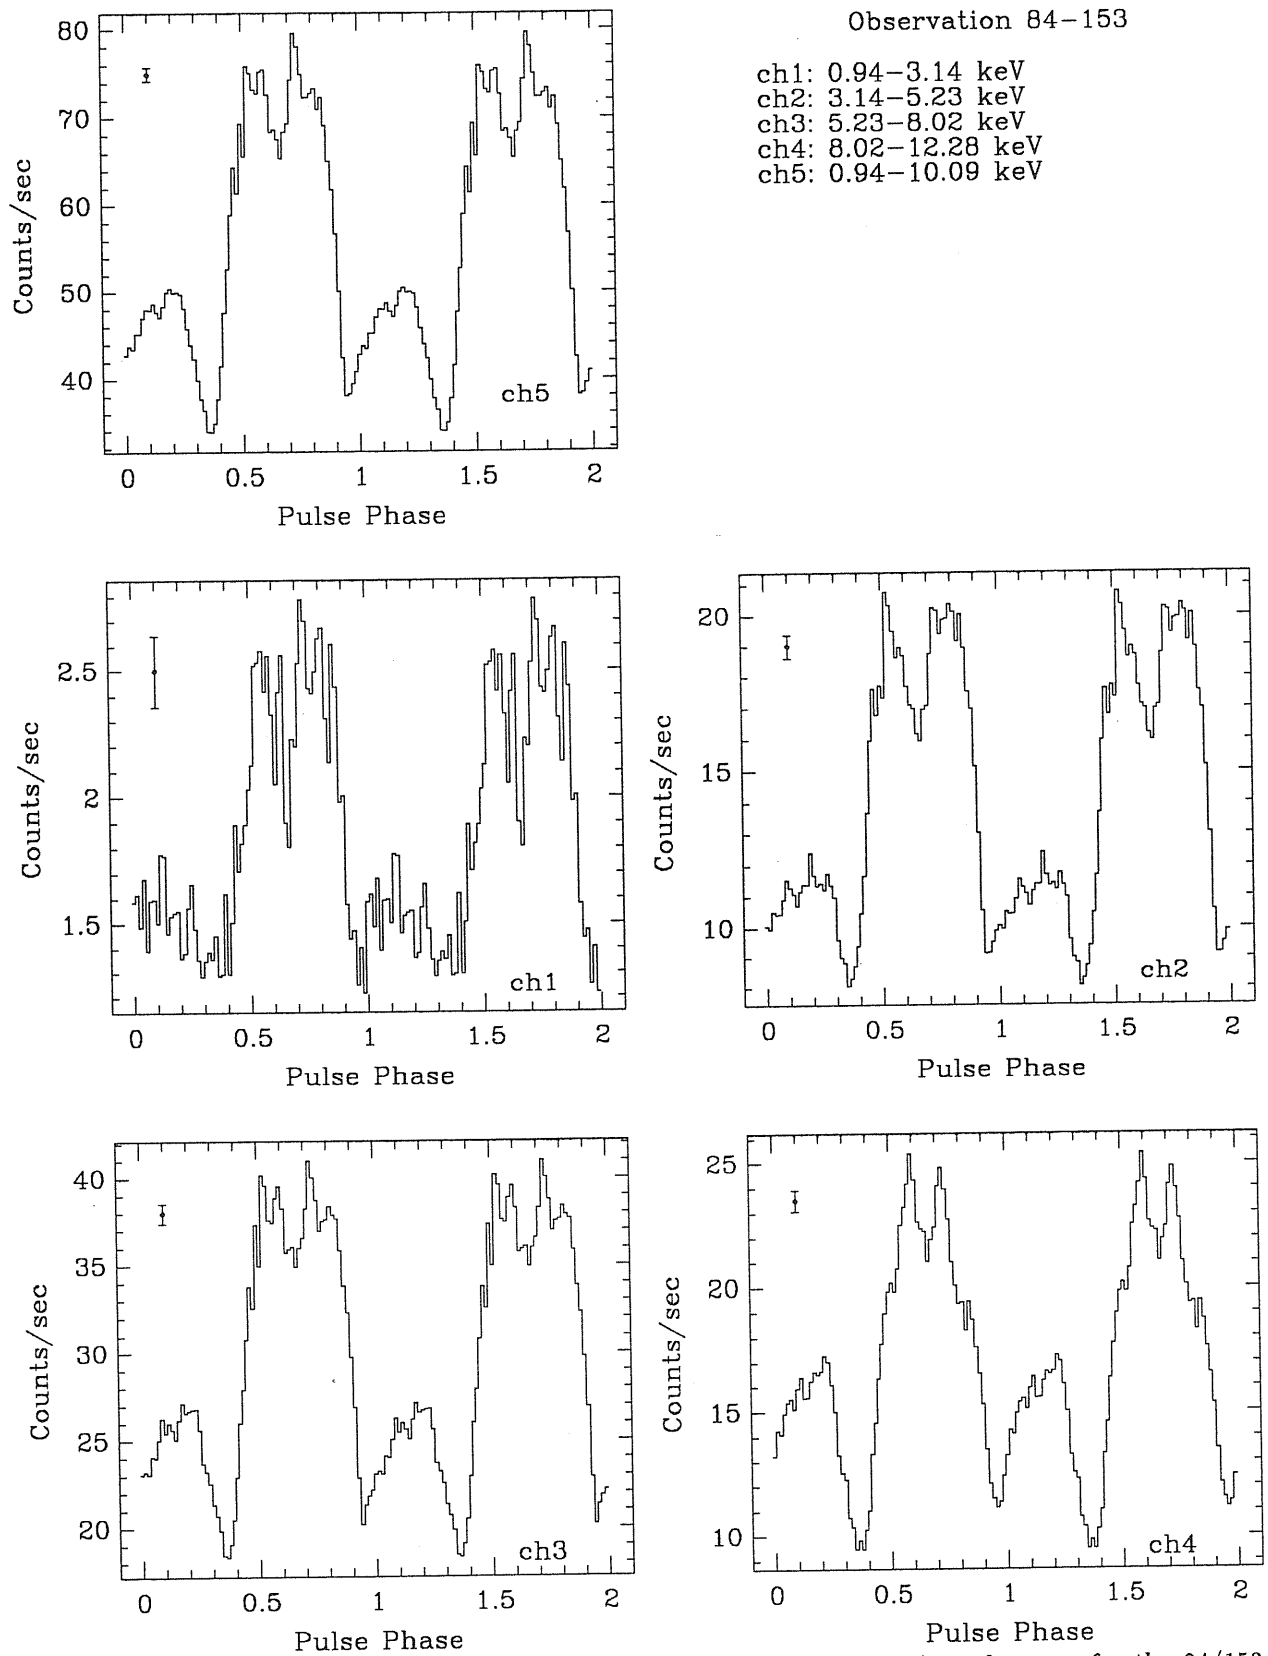 Observation 84-153
ch1: 0.94-3.14 keV
ch2: 3.14-5.23 keV
ch3: 5.23-8.02 keV
ch4: 8.02-12.28 keV
ch5: 0.94-10.09 keV
80
70
60
50
40
Counts/sec
ch5
0 0.5 1 1.5 2
Pulse Phase
2.5
2
1.5
Counts/sec
ch1
0 0.5 1 1.5 2
Pulse Phase
20
15
10
Counts/sec
ch2
0 0.5 1 1.5 2
Pulse Phase
40
35
30
25
20
Counts/sec
ch3
0 0.5 1 1.5 2
Pulse Phase
25
20
15
10
Counts/sec
ch4
0 0.5 1 1.5 2
Pulse Phase